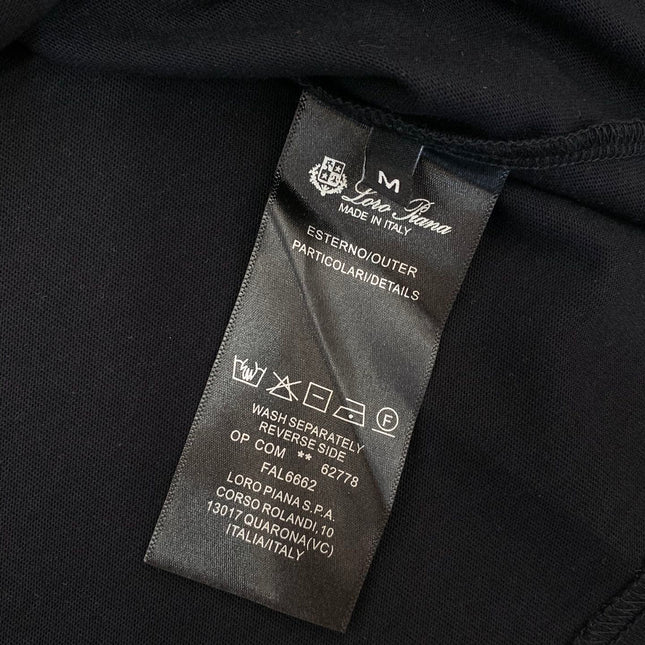 M
Loro Piana
MADE IN ITALY
ESTERNO/OUTER
PARTICOLARI/DETAILS
F
WASH SEPARATELY
REVERSE SIDE
OP COM ** 62778
FAL6662
LORO PIANA S.P.A.
CORSO ROLANDI,10
13017 QUARONA(VC)
ITALIA/ITALY